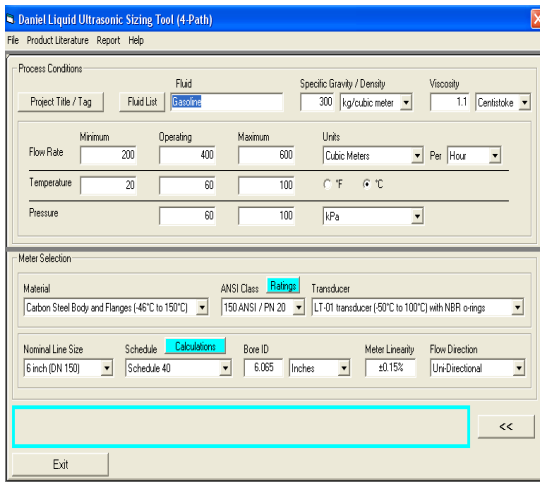 Daniel Liquid Ultrasonic Sizing Tool (4-Path)
File Product Literature Report Help
Process Conditions
Fluid Specific Gravity / Density Viscosity
Project Title / Tag Fluid List Gasoline 300 kg/cubic meter 1.1 Centistoke
Minimum Operating Maximum Units
Flow Rate 200 400 600 Cubic Meters Per Hour
Temperature 20 60 100 °F °C
Pressure 60 100 kPa
Meter Selection
Material ANSI Class Ratings Transducer
Carbon Steel Body and Flanges (-46°C to 150°C) 150 ANSI / PN 20 LT-01 transducer (-50°C to 100°C) with NBR o-rings
Nominal Line Size Schedule Calculations Bore ID Meter Linearity Flow Direction
6 inch (DN 150) Schedule 40 6.065 Inches ±0.15% Uni-Directional
<<
Exit